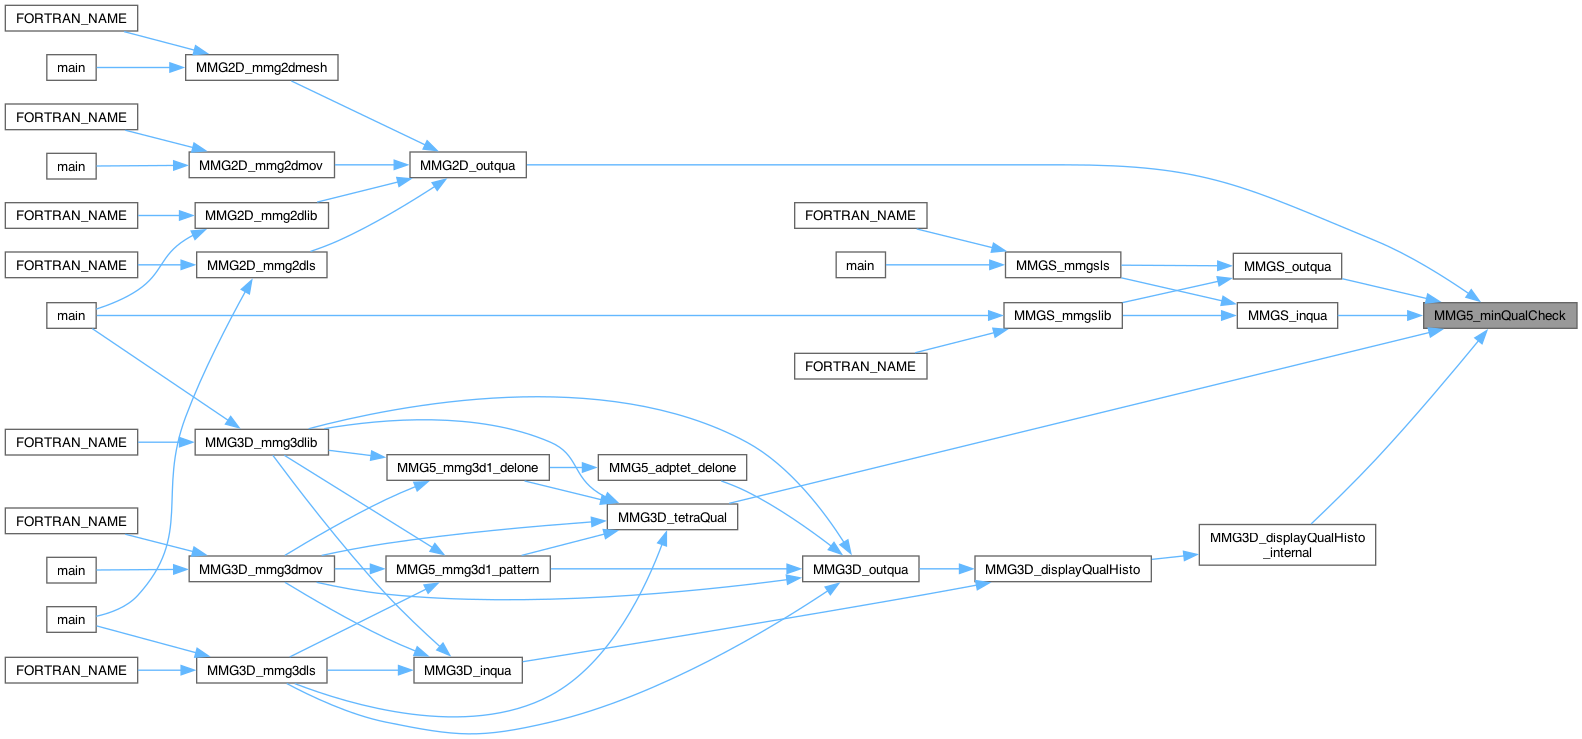 FORTRAN_NAME
main
MMG2D_mmg2dmesh
FORTRAN_NAME
main
MMG2D_mmg2dmov
MMG2D_outqua
FORTRAN_NAME
MMG2D_mmg2dlib
FORTRAN_NAME
MMG2D_mmg2dls
main
FORTRAN_NAME
main
MMGS_mmgsls
MMGS_outqua
MMGS_mmgslib
MMGS_inqua
MMG5_minQualCheck
FORTRAN_NAME
FORTRAN_NAME
MMG3D_mmg3dlib
MMG5_mmg3d1_delone
MMG5_adptet_delone
MMG3D_tetraQual
FORTRAN_NAME
main
MMG3D_mmg3dmov
MMG5_mmg3d1_pattern
MMG3D_outqua
MMG3D_displayQualHisto
MMG3D_displayQualHisto
_internal
main
FORTRAN_NAME
MMG3D_mmg3dls
MMG3D_inqua